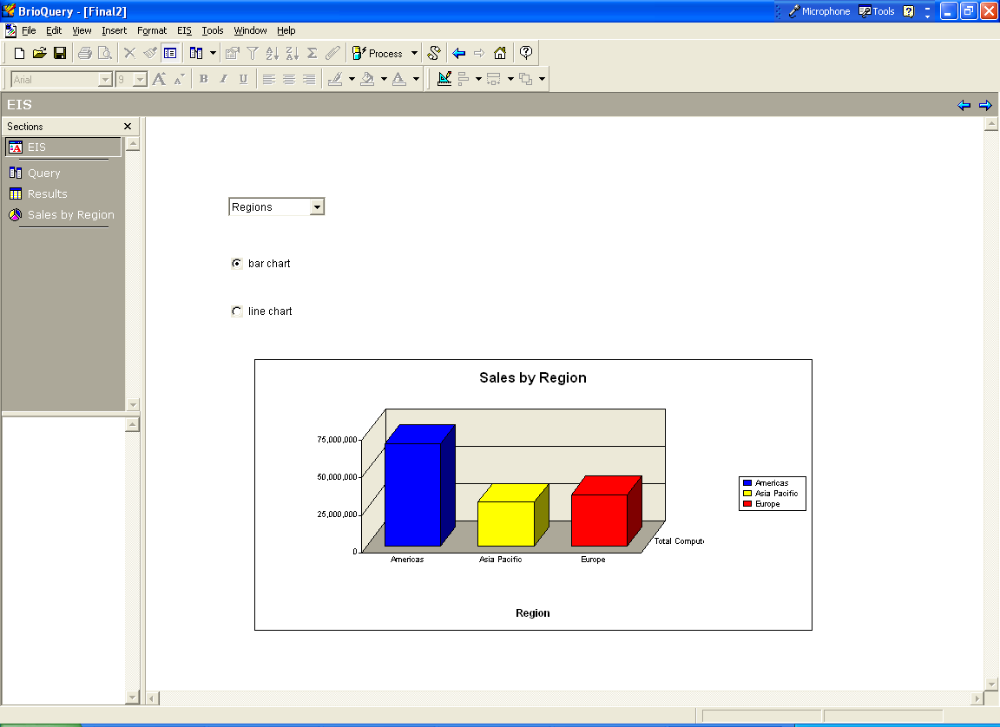 BrioQuery - [Final2]
Microphone Tools
File Edit View Insert Format EIS Tools Window Help
Process
Arial 9 B I U
EIS
Sections
EIS
Query
Results
Sales by Region
Regions
bar chart
line chart
Sales by Region
75,000,000
50,000,000
25,000,000
0
Americas Asia Pacific Europe
Total Compute
Region
Americas
Asia Pacific
Europe